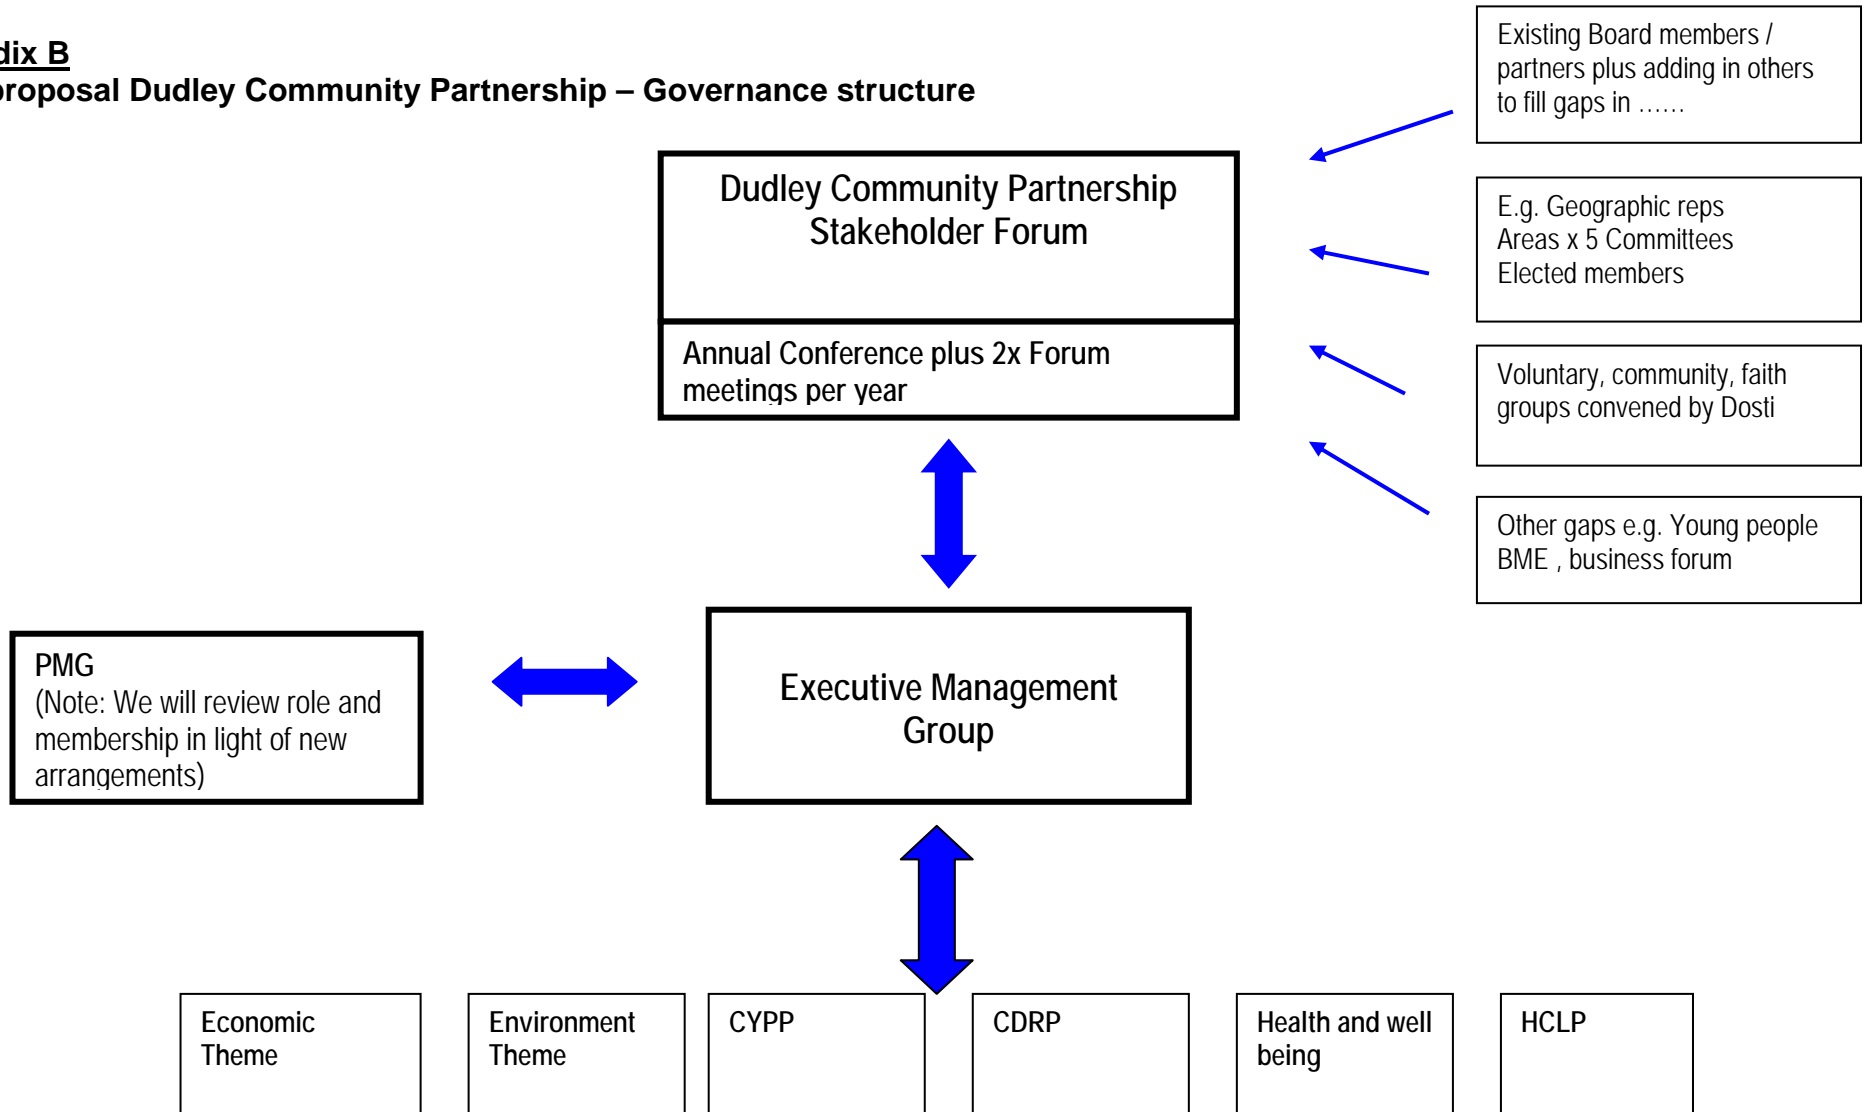 dix B
proposal Dudley Community Partnership – Governance structure
Existing Board members /
partners plus adding in others
to fill gaps in ......
Dudley Community Partnership
Stakeholder Forum
E.g. Geographic reps
Areas x 5 Committees
Elected members
Annual Conference plus 2x Forum
meetings per year
Voluntary, community, faith
groups convened by Dosti
Other gaps e.g. Young people
BME , business forum
PMG
(Note: We will review role and
membership in light of new
arrangements)
Executive Management
Group
Economic
Theme
Environment
Theme
CYPP
CDRP
Health and well
being
HCLP